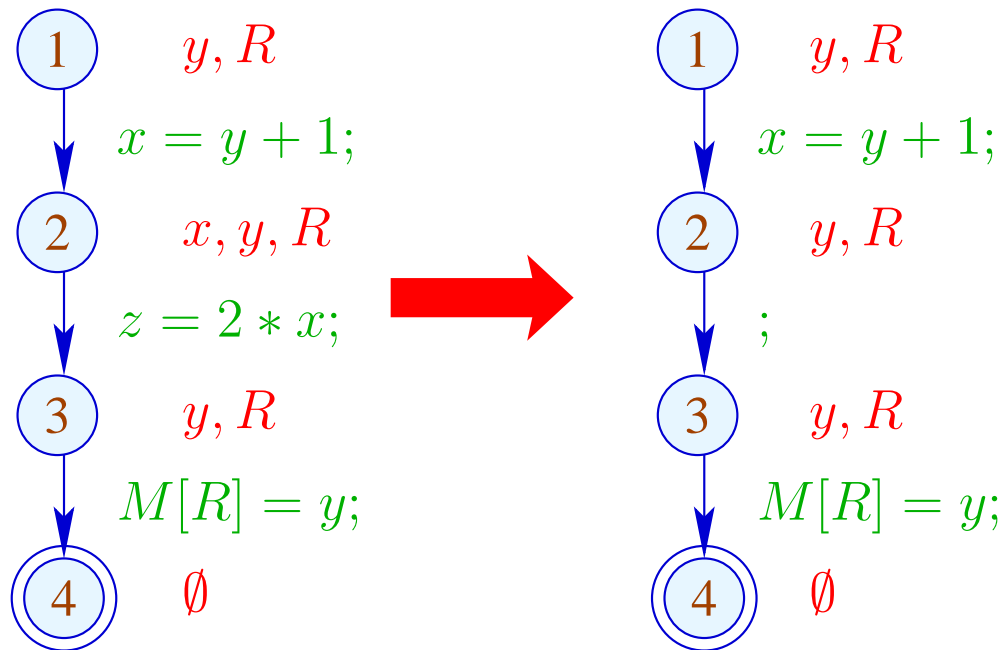 1 y, R
x = y + 1;
2 x, y, R
z = 2 ∗ x;
3 y, R
M[R] = y;
4 ∅
1 y, R
x = y + 1;
2 y, R
;
3 y, R
M[R] = y;
4 ∅